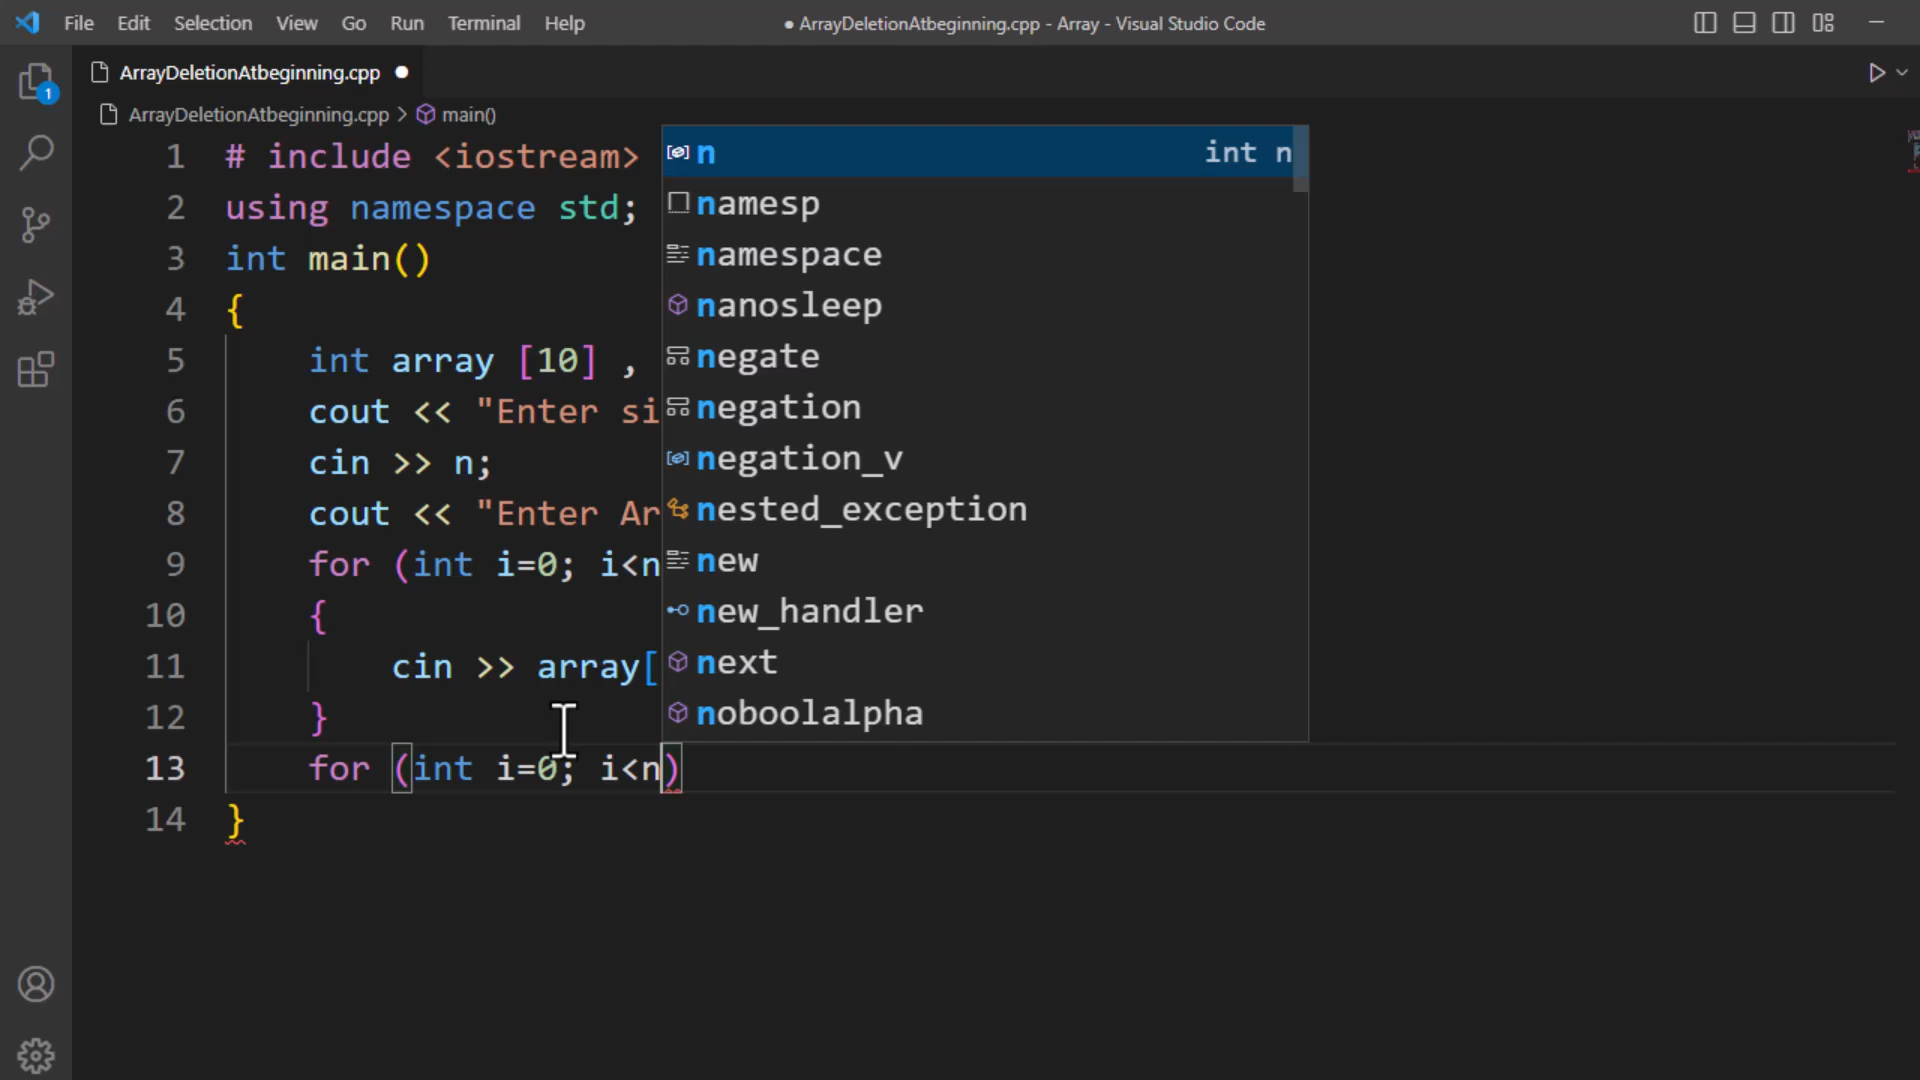 File Edit Selection View Go Run Terminal Help
● ArrayDeletionAtbeginning.cpp - Array - Visual Studio Code
1
ArrayDeletionAtbeginning.cpp ●
ArrayDeletionAtbeginning.cpp > main()
1 # include <iostream>
2 using namespace std;
3 int main()
4 {
5 int array [10] ,
6 cout << "Enter si
7 cin >> n;
8 cout << "Enter Ar
9 for (int i=0; i<n
10 {
11 cin >> array[
12 }
13 for (int i=0; i<n)
14 }
n int n
namesp
namespace
nanosleep
negate
negation
negation_v
nested_exception
new
new_handler
next
noboolalpha